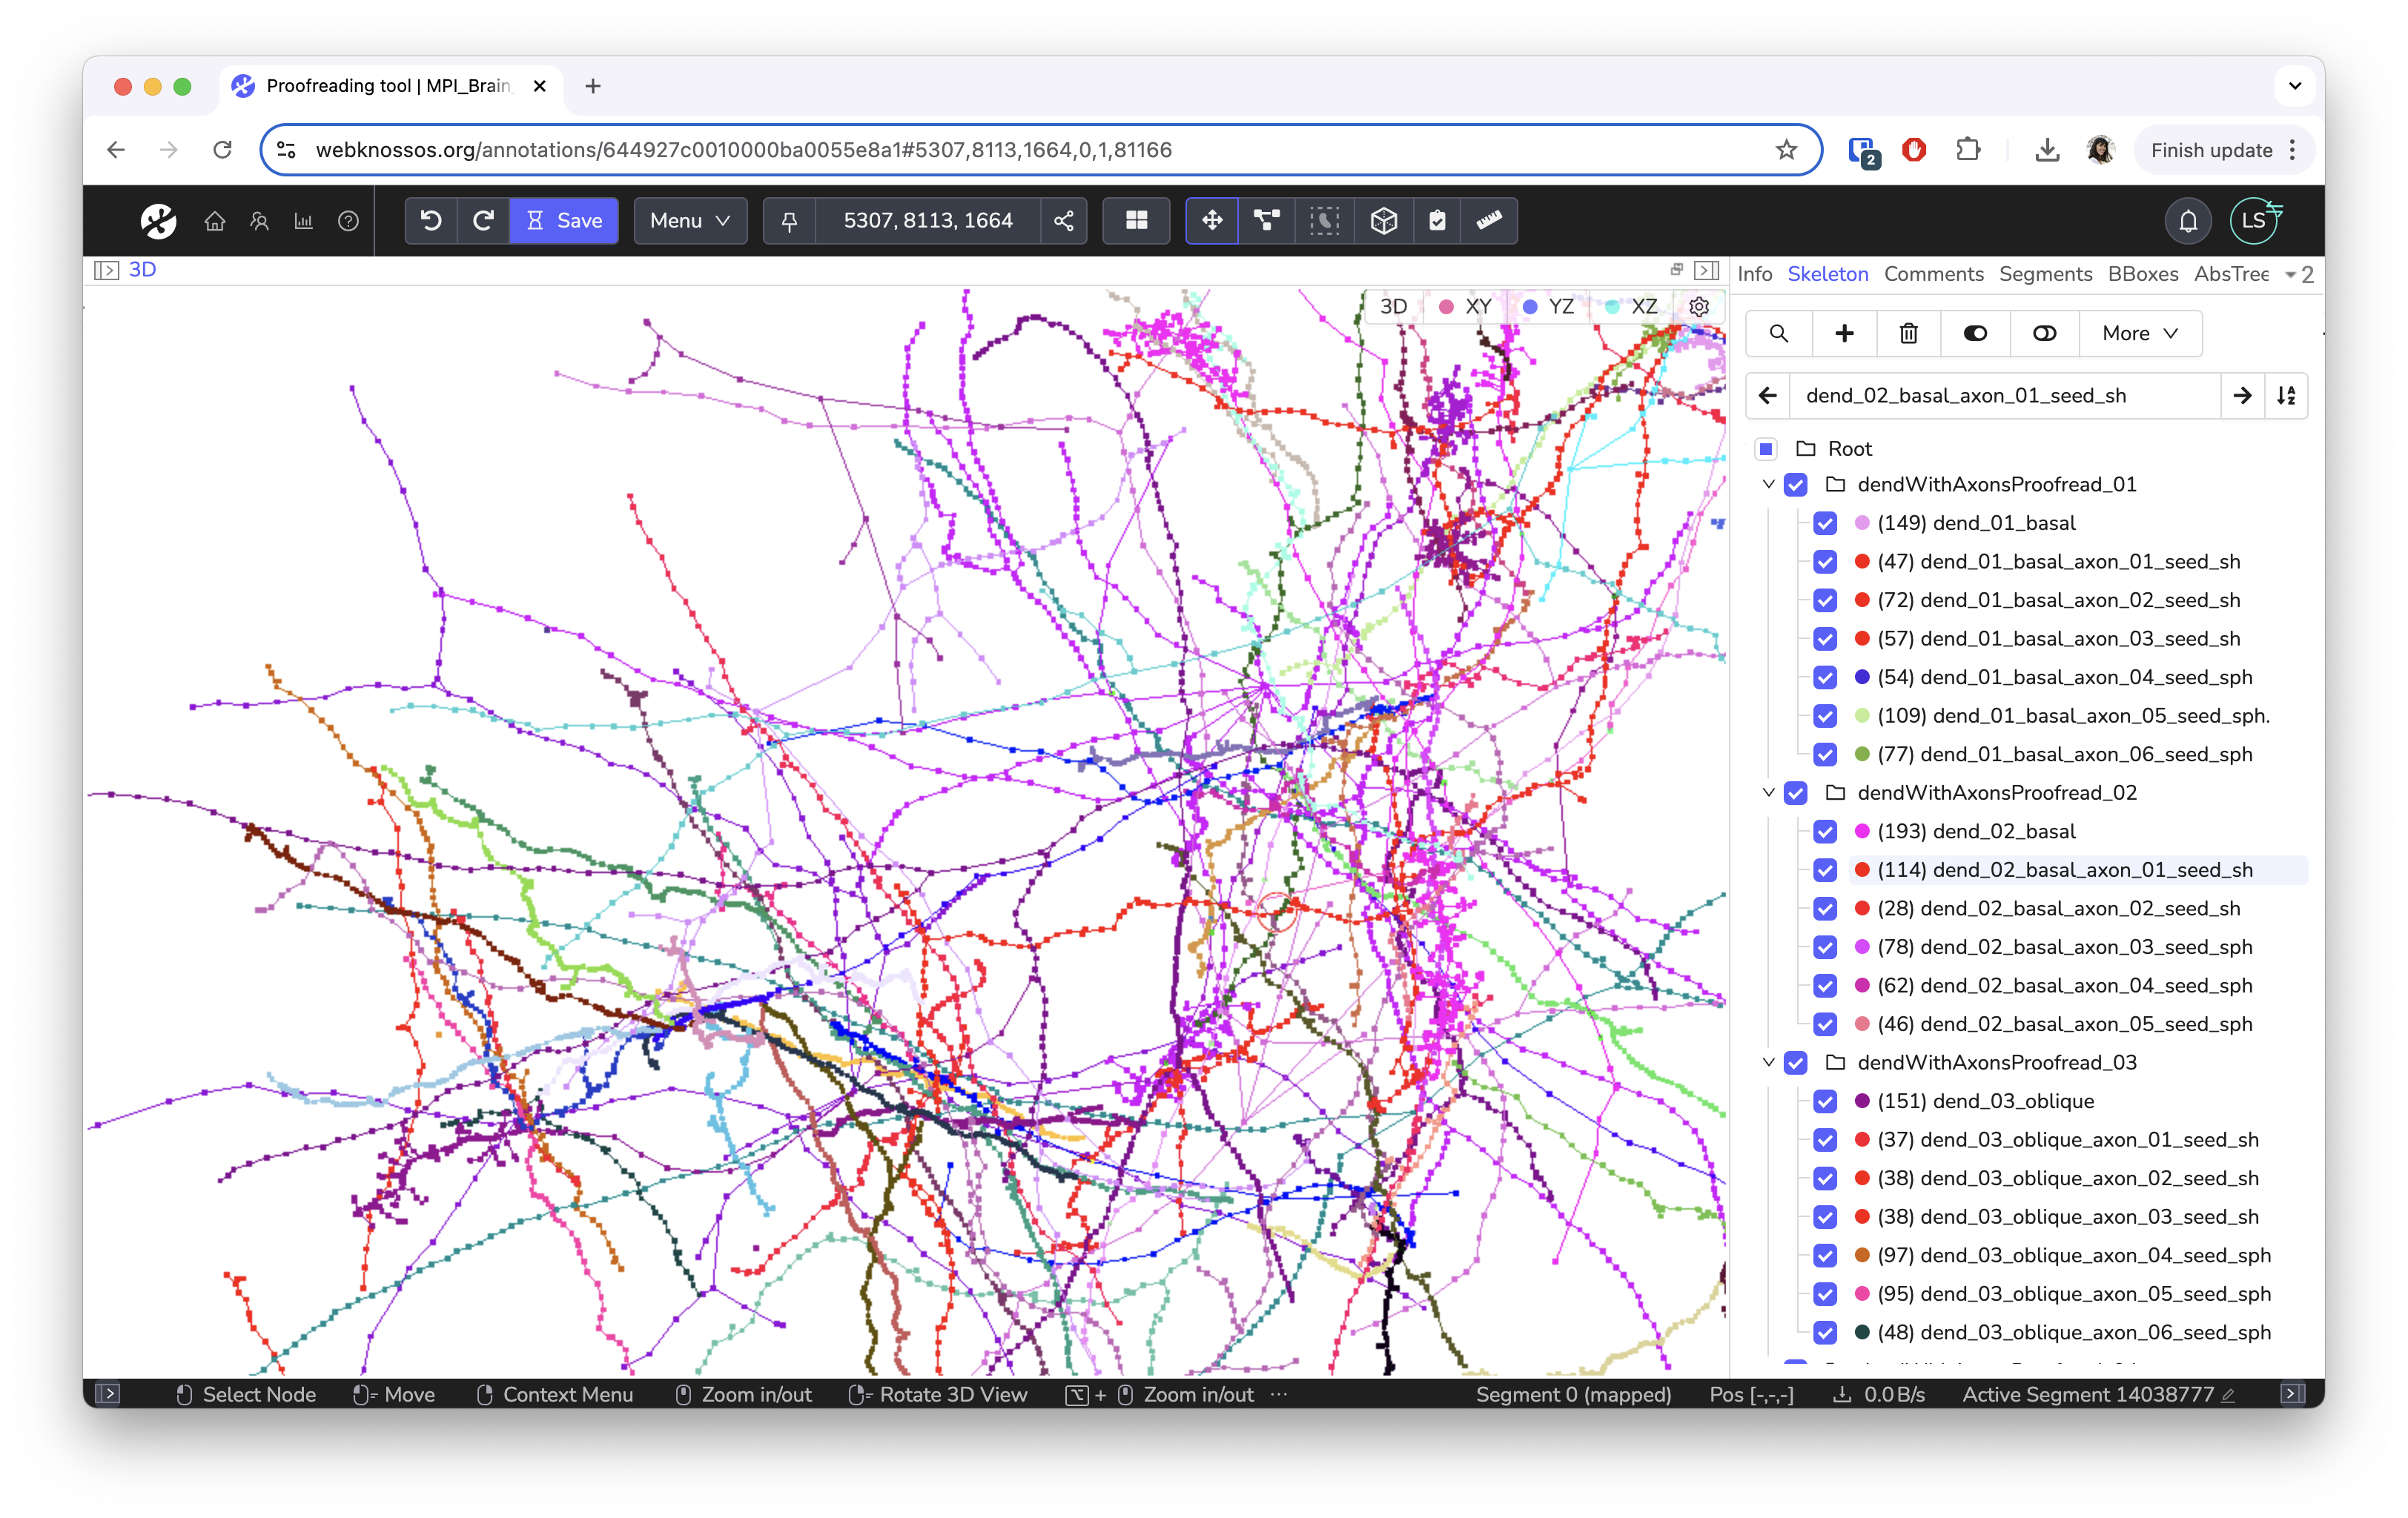 Proofreading tool | MPI_Brain
webknossos.org/annotations/644927c0010000ba0055e8a1#5307,8113,1664,0,1,81166
2
Finish update
Save
Menu
5307, 8113, 1664
LS
3D
Info Skeleton Comments Segments BBoxes AbsTree 2
3D XY YZ XZ
More
dend_02_basal_axon_01_seed_sh
Root
dendWithAxonsProofread_01
(149) dend_01_basal
(47) dend_01_basal_axon_01_seed_sh
(72) dend_01_basal_axon_02_seed_sh
(57) dend_01_basal_axon_03_seed_sh
(54) dend_01_basal_axon_04_seed_sph
(109) dend_01_basal_axon_05_seed_sph.
(77) dend_01_basal_axon_06_seed_sph
dendWithAxonsProofread_02
(193) dend_02_basal
(114) dend_02_basal_axon_01_seed_sh
(28) dend_02_basal_axon_02_seed_sh
(78) dend_02_basal_axon_03_seed_sph
(62) dend_02_basal_axon_04_seed_sph
(46) dend_02_basal_axon_05_seed_sph
dendWithAxonsProofread_03
(151) dend_03_oblique
(37) dend_03_oblique_axon_01_seed_sh
(38) dend_03_oblique_axon_02_seed_sh
(38) dend_03_oblique_axon_03_seed_sh
(97) dend_03_oblique_axon_04_seed_sph
(95) dend_03_oblique_axon_05_seed_sph
(48) dend_03_oblique_axon_06_seed_sph
Select Node Move Context Menu Zoom in/out Rotate 3D View + Zoom in/out ··· Segment 0 (mapped) Pos [-,-,-] 0.0 B/s Active Segment 14038777